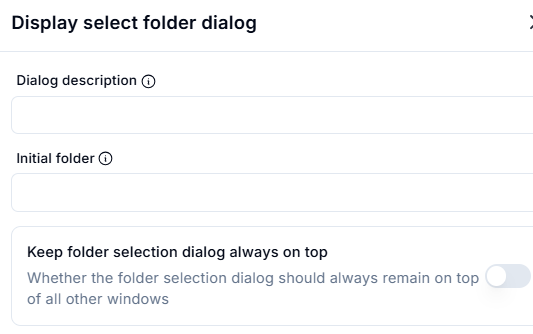 Display select folder dialog
Dialog description
Initial folder
Keep folder selection dialog always on top
Whether the folder selection dialog should always remain on top
of all other windows